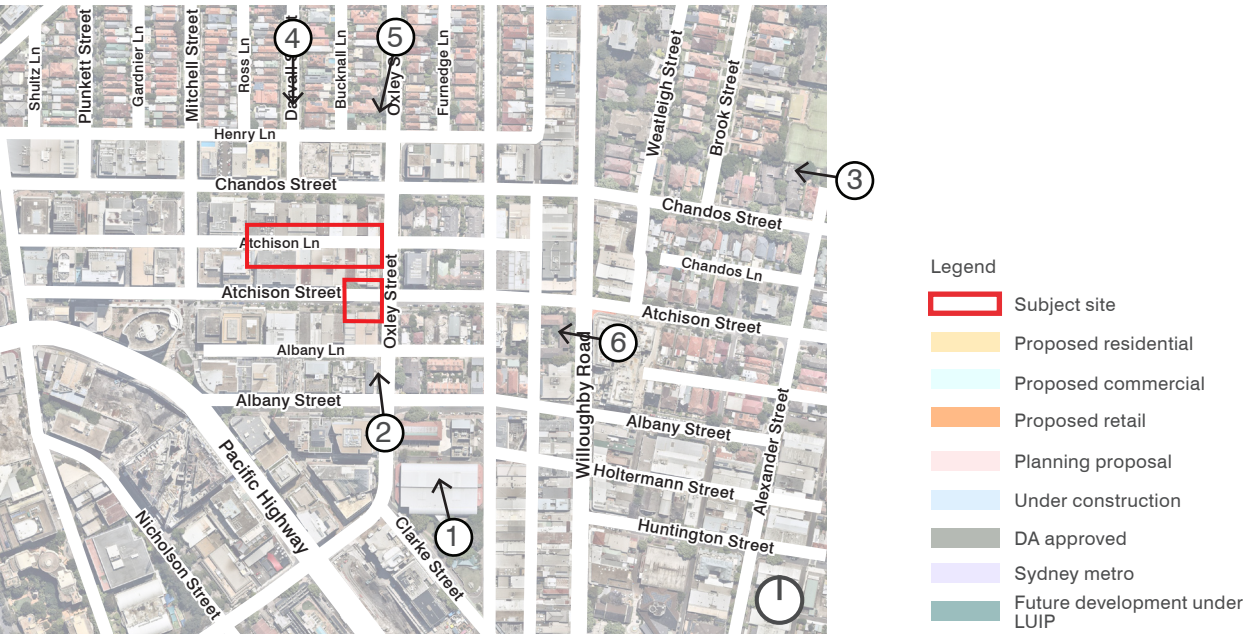 Shultz Ln
Plunkett Street
Gardnier Ln
Mitchell Street
Ross Ln
4
Bucknall Ln
5
Oxley S
Furnedge Ln
Weatleigh Street
Brook Street
Henry Ln
Chandos Street
3
Chandos Street
Atchison Ln
Chandos Ln
Atchison Street
Oxley Street
Atchison Street
Albany Ln
6
Willoughby Road
Albany Street
2
Albany Street
Alexander Street
Pacific Highway
Holtermann Street
1
Nicholson Street
Clarke Street
Huntington Street
Legend
Subject site
Proposed residential
Proposed commercial
Proposed retail
Planning proposal
Under construction
DA approved
Sydney metro
Future development under
LUIP